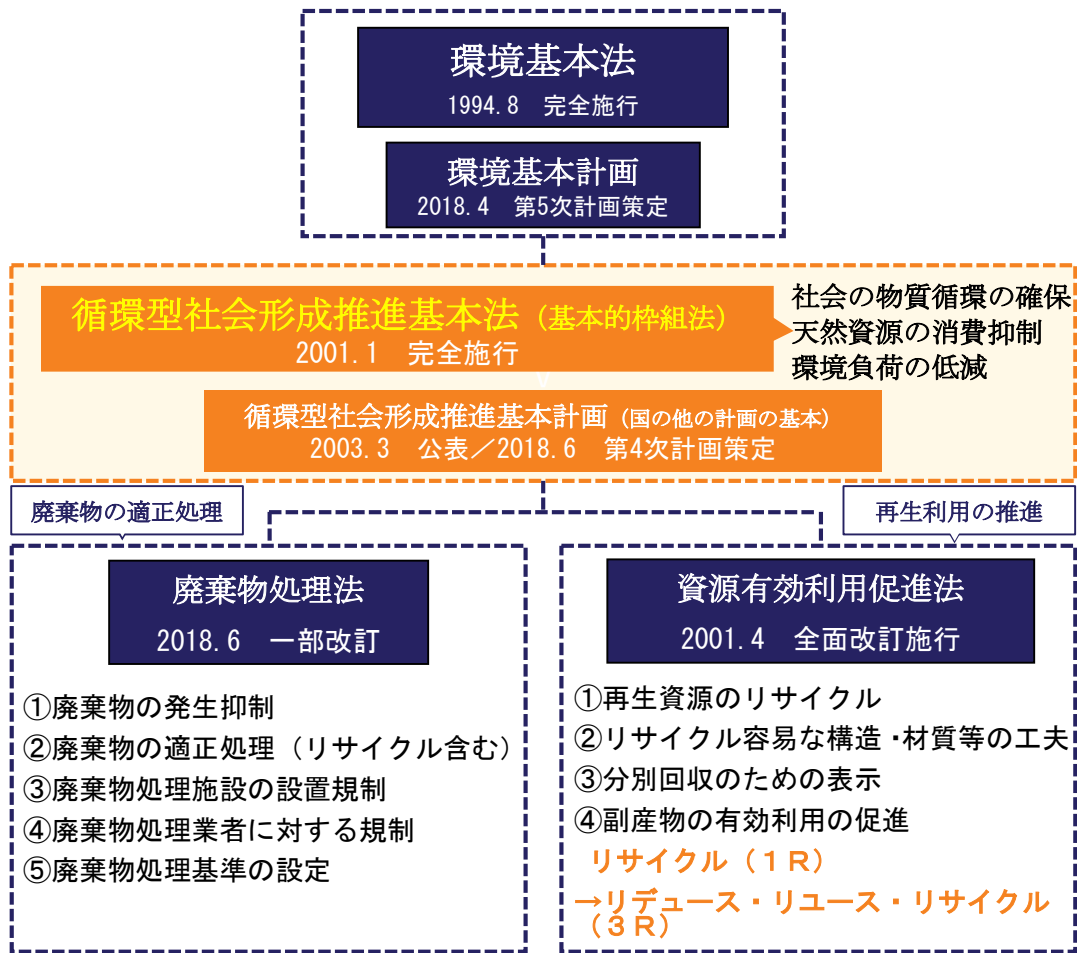 環境基本法
1994.8　完全施行
環境基本計画
2018.4　第5次計画策定
循環型社会形成推進基本法（基本的枠組法）
2001.1　完全施行
社会の物質循環の確保
天然資源の消費抑制
環境負荷の低減
循環型社会形成推進基本計画（国の他の計画の基本）
2003.3　公表／2018.6　第4次計画策定
廃棄物の適正処理
再生利用の推進
廃棄物処理法
2018.6　一部改訂
①廃棄物の発生抑制
②廃棄物の適正処理（リサイクル含む）
③廃棄物処理施設の設置規制
④廃棄物処理業者に対する規制
⑤廃棄物処理基準の設定
資源有効利用促進法
2001.4　全面改訂施行
①再生資源のリサイクル
②リサイクル容易な構造・材質等の工夫
③分別回収のための表示
④副産物の有効利用の促進
リサイクル（１Ｒ）
→リデュース・リユース・リサイクル
（３Ｒ）